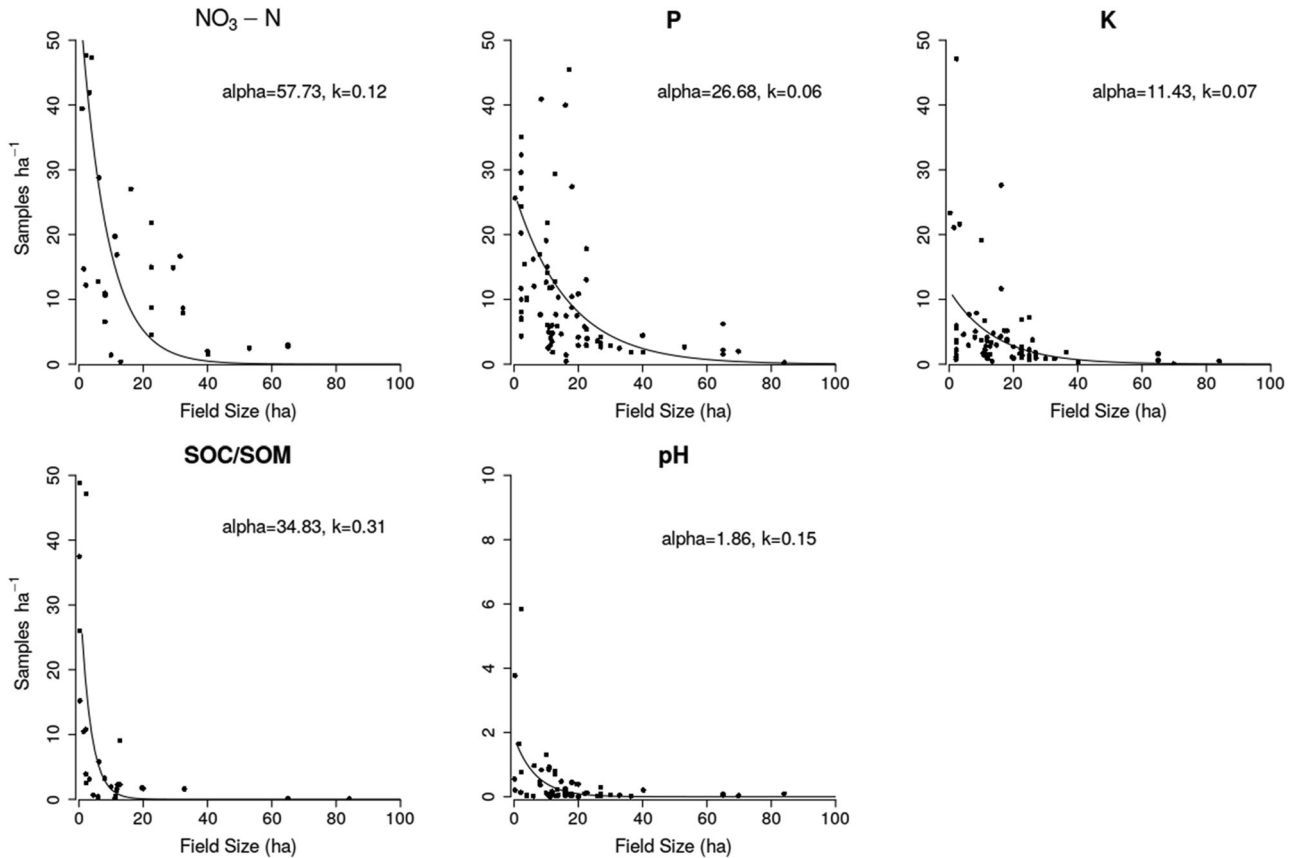 NO₃ – N
50
40
30
20
10
0
Samples ha⁻¹
alpha=57.73, k=0.12
0 20 40 60 80 100
Field Size (ha)
P
50
40
30
20
10
0
alpha=26.68, k=0.06
0 20 40 60 80 100
Field Size (ha)
K
50
40
30
20
10
0
alpha=11.43, k=0.07
0 20 40 60 80 100
Field Size (ha)
SOC/SOM
50
40
30
20
10
0
Samples ha⁻¹
alpha=34.83, k=0.31
0 20 40 60 80 100
Field Size (ha)
pH
10
8
6
4
2
0
alpha=1.86, k=0.15
0 20 40 60 80 100
Field Size (ha)